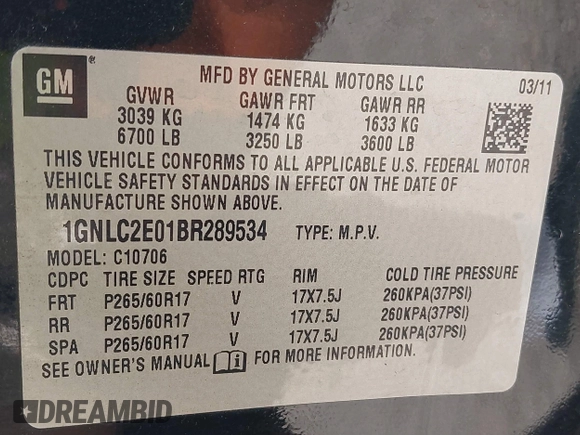 GM
MFD BY GENERAL MOTORS LLC
03/11
GVWR GAWR FRT GAWR RR
3039 KG 1474 KG 1633 KG
6700 LB 3250 LB 3600 LB
THIS VEHICLE CONFORMS TO ALL APPLICABLE U.S. FEDERAL MOTOR
VEHICLE SAFETY STANDARDS IN EFFECT ON THE DATE OF
MANUFACTURE SHOWN ABOVE.
1GNLC2E01BR289534 TYPE: M.P.V.
MODEL: C10706
CDPC TIRE SIZE SPEED RTG RIM COLD TIRE PRESSURE
FRT P265/60R17 V 17X7.5J 260KPA(37PSI)
RR P265/60R17 V 17X7.5J 260KPA(37PSI)
SPA P265/60R17 V 17X7.5J 260KPA(37PSI)
SEE OWNER'S MANUAL FOR MORE INFORMATION.
DREAMBID